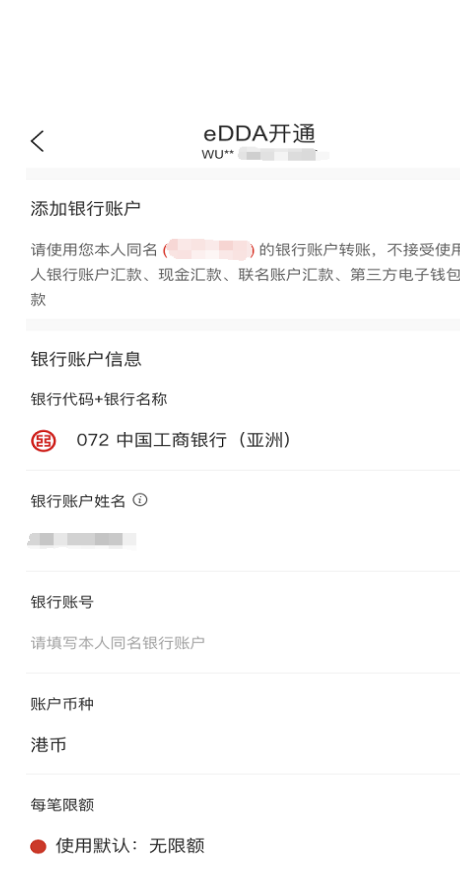 eDDA开通
WU**
添加银行账户
请使用您本人同名 ( ) 的银行账户转账，不接受使用
人银行账户汇款、现金汇款、联名账户汇款、第三方电子钱包
款
银行账户信息
银行代码+银行名称
072 中国工商银行（亚洲）
银行账户姓名
银行账号
请填写本人同名银行账户
账户币种
港币
每笔限额
使用默认：无限额